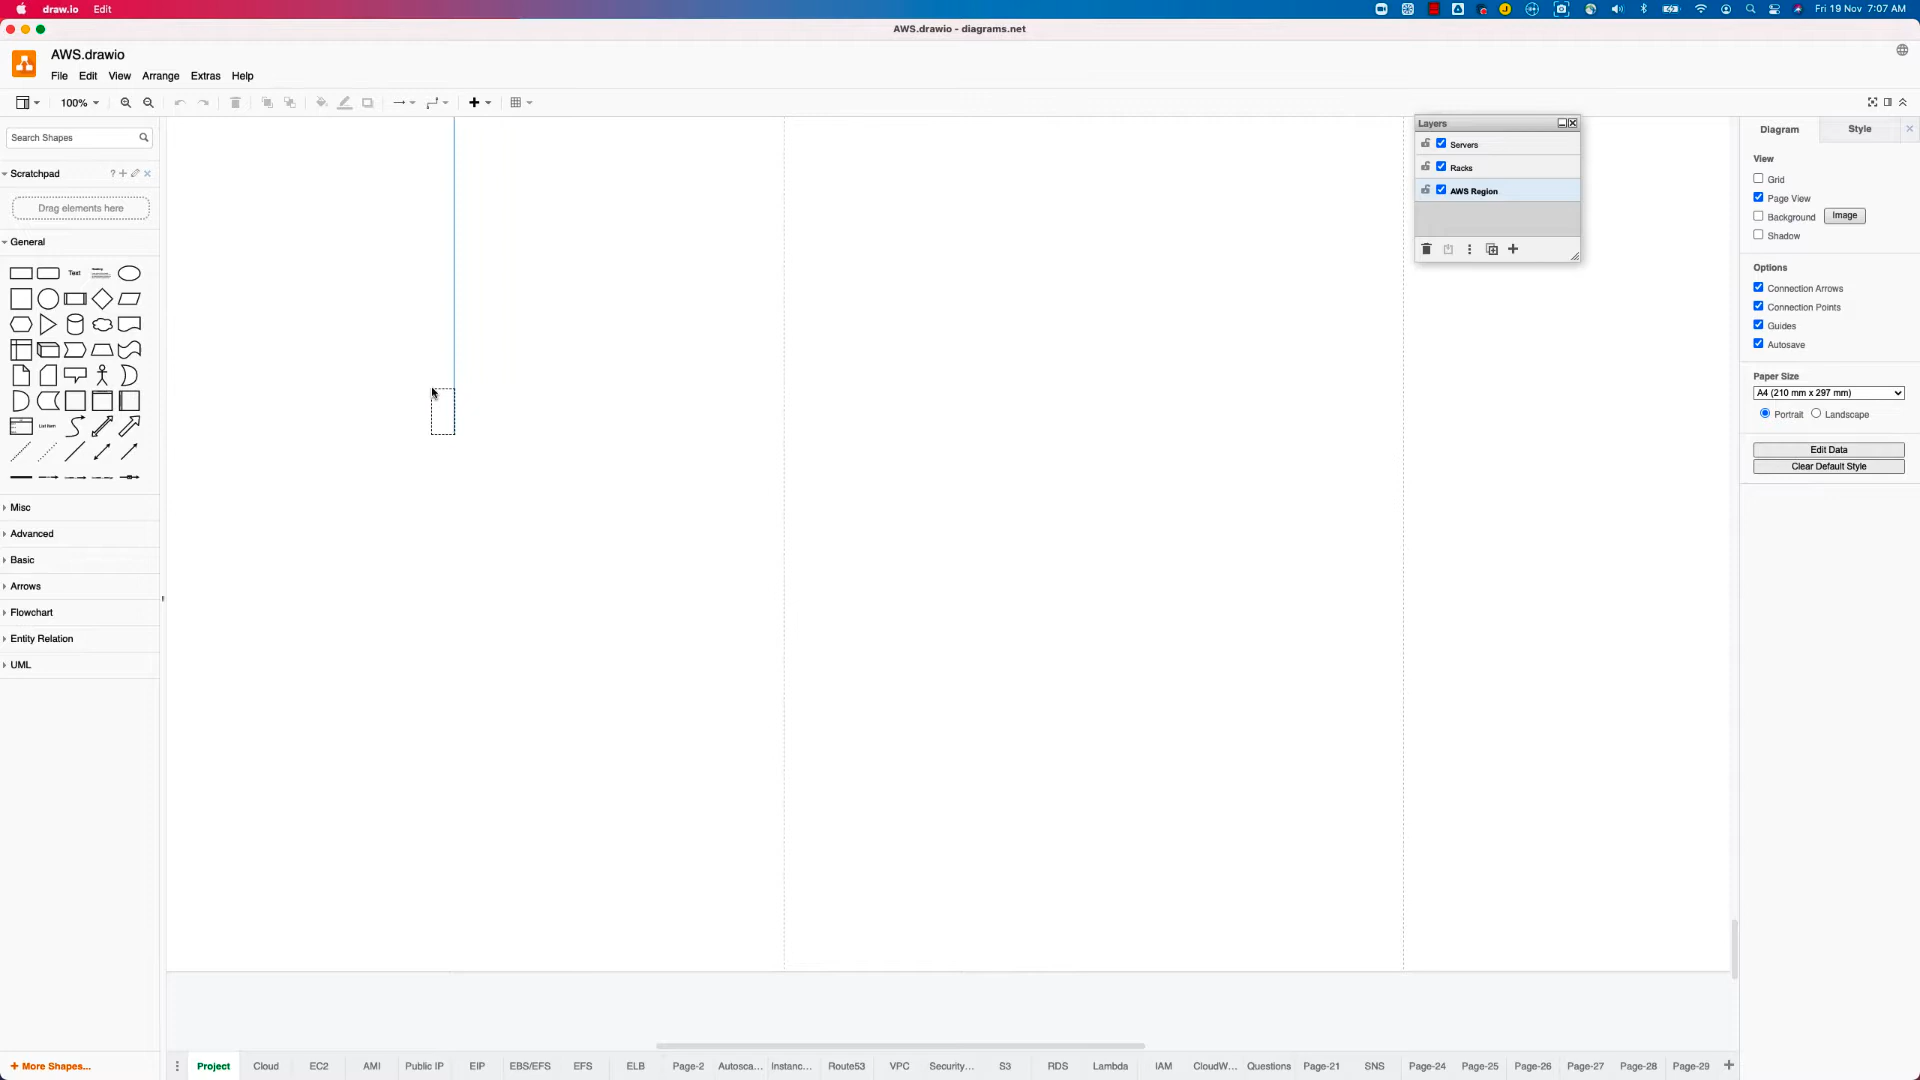 draw.io Edit Fri 19 Nov 7:07 AM
AWS.drawio - diagrams.net
AWS.drawio
File Edit View Arrange Extras Help
100%
Search Shapes
Scratchpad
?
Drag elements here
General
Text
List Item
Misc
Advanced
Basic
Arrows
Flowchart
Entity Relation
UML
+ More Shapes...
Layers
Servers
Racks
AWS Region
Diagram Style
View
Grid
Page View
Background Image
Shadow
Options
Connection Arrows
Connection Points
Guides
Autosave
Paper Size
A4 (210 mm x 297 mm)
Portrait Landscape
Edit Data
Clear Default Style
Project Cloud EC2 AMI Public IP EIP EBS/EFS EFS ELB Page-2 Autosca... Instanc... Route53 VPC Security... S3 RDS Lambda IAM CloudW... Questions Page-21 SNS Page-24 Page-25 Page-26 Page-27 Page-28 Page-29